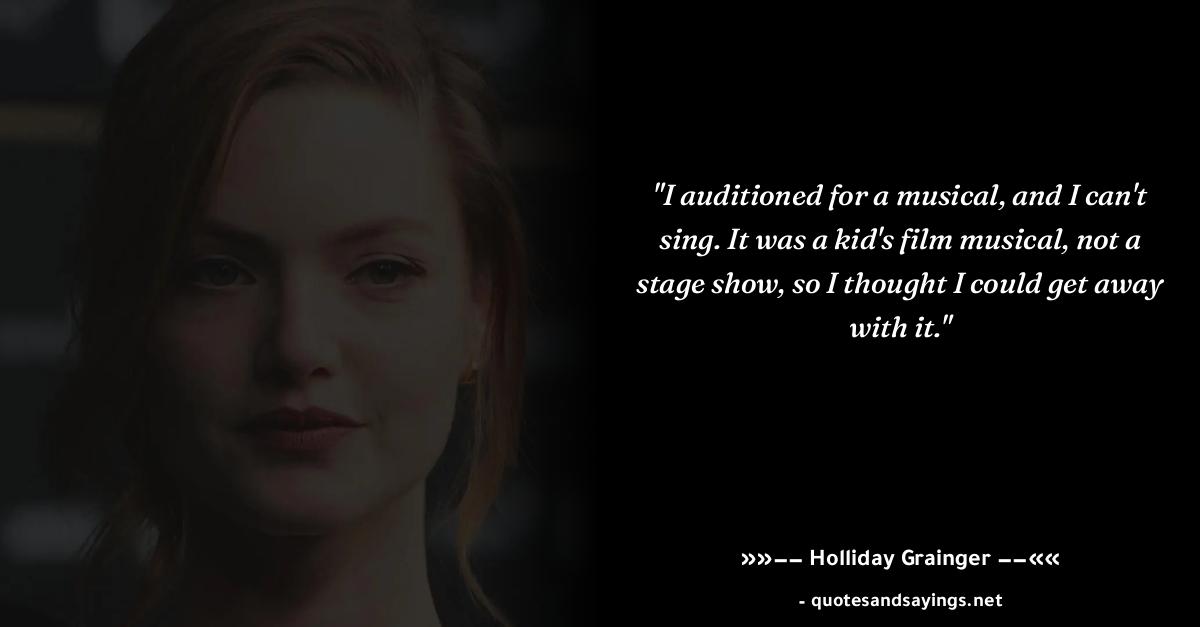 "I auditioned for a musical, and I can't
sing. It was a kid's film musical, not a
stage show, so I thought I could get away
with it."
»»−− Holliday Grainger −−««
- quotesandsayings.net